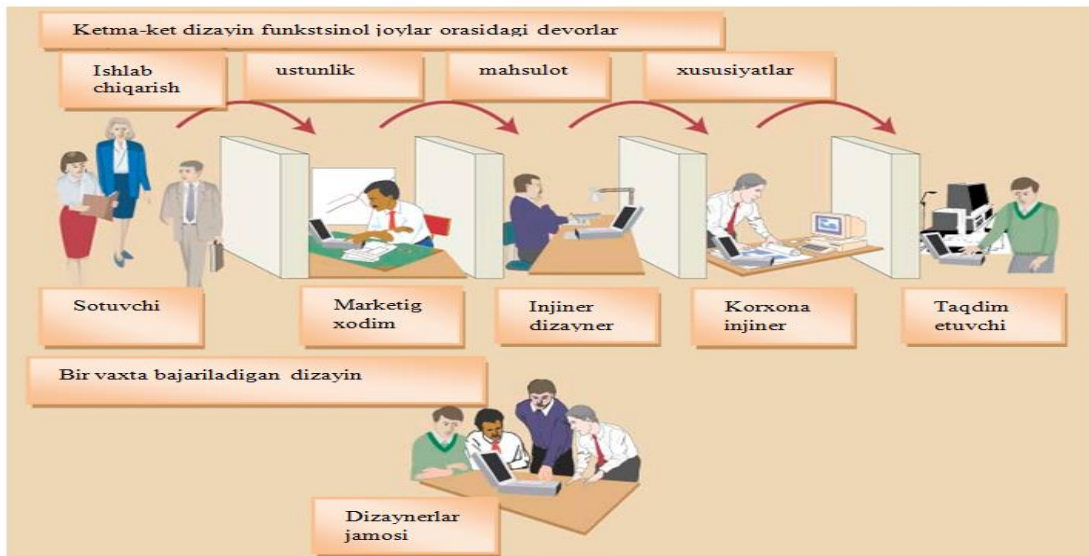 Ketma-ket dizayin funkstsinol joylar orasidagi devorlar
Ishlab
chiqarish
ustunlik
mahsulot
xususiyatlar
Sotuvchi
Marketig
xodim
Injiner
dizayner
Korxona
injiner
Taqdim
etuvchi
Bir vaxta bajariladigan dizayin
Dizaynerlar
jamosi